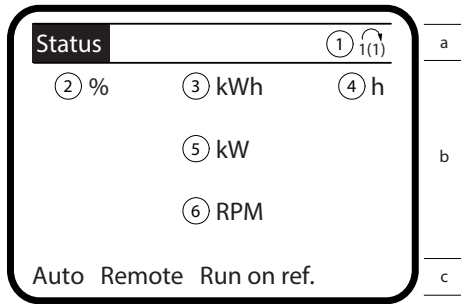 Status ① 1(1) a
② % ③ kWh ④ h
⑤ kW b
⑥ RPM
Auto Remote Run on ref. c